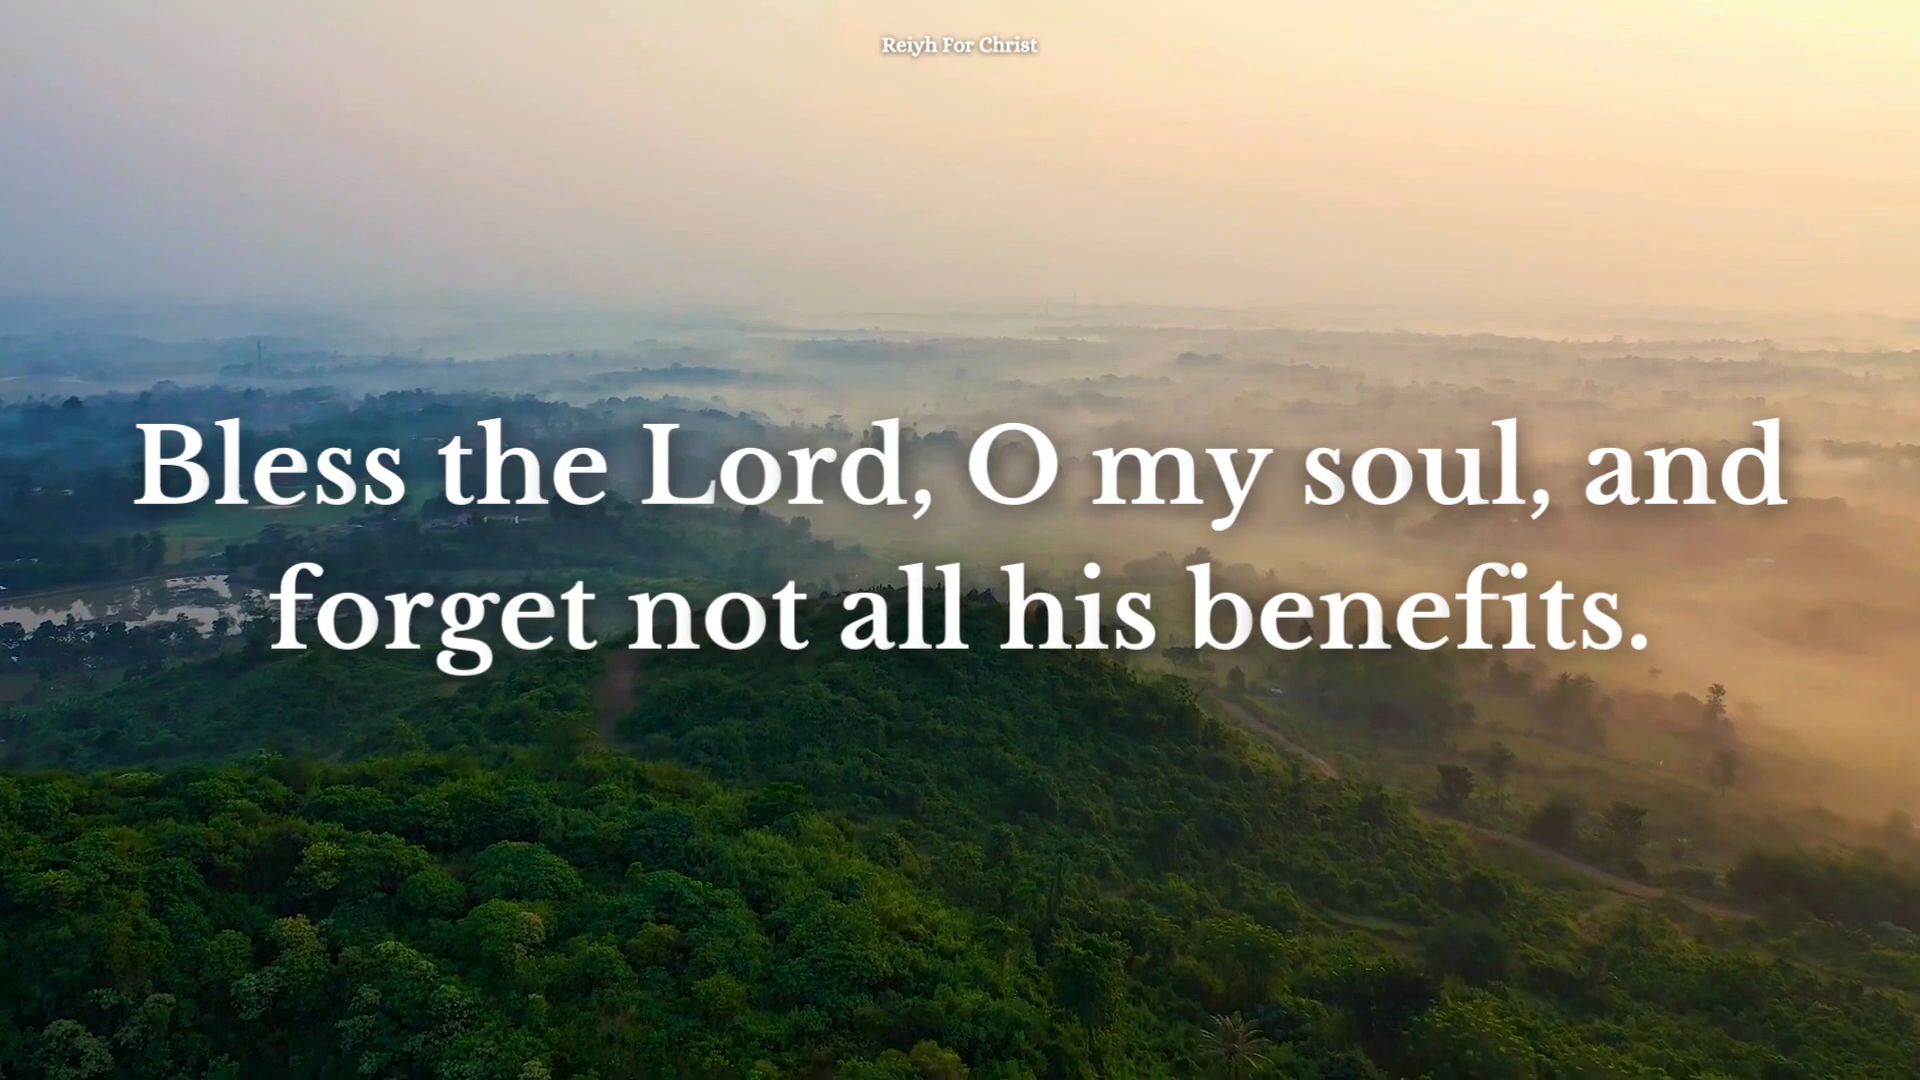 Reiyh For Christ
Bless the Lord, O my soul, and
forget not all his benefits.